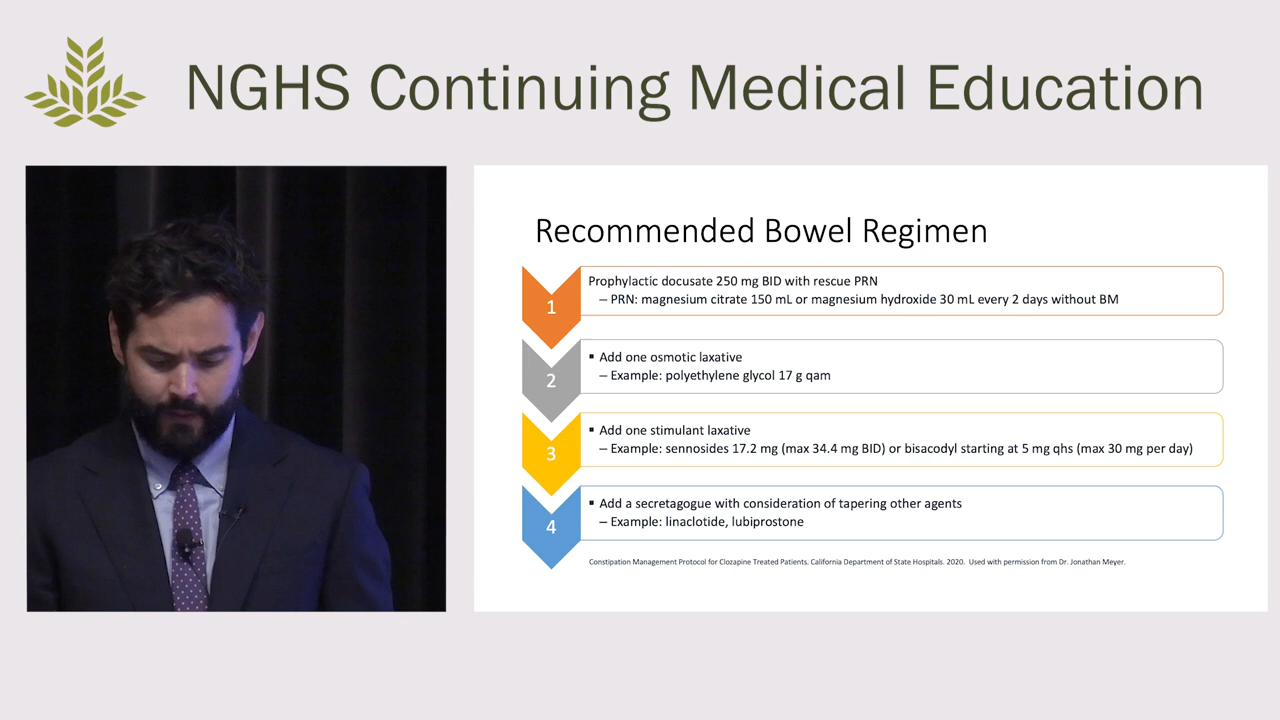 NGHS Continuing Medical Education
Recommended Bowel Regimen
1
Prophylactic docusate 250 mg BID with rescue PRN
– PRN: magnesium citrate 150 mL or magnesium hydroxide 30 mL every 2 days without BM
2
▪ Add one osmotic laxative
– Example: polyethylene glycol 17 g qam
3
▪ Add one stimulant laxative
– Example: sennosides 17.2 mg (max 34.4 mg BID) or bisacodyl starting at 5 mg qhs (max 30 mg per day)
4
▪ Add a secretagogue with consideration of tapering other agents
– Example: linaclotide, lubiprostone
Constipation Management Protocol for Clozapine Treated Patients. California Department of State Hospitals. 2020. Used with permission from Dr. Jonathan Meyer.